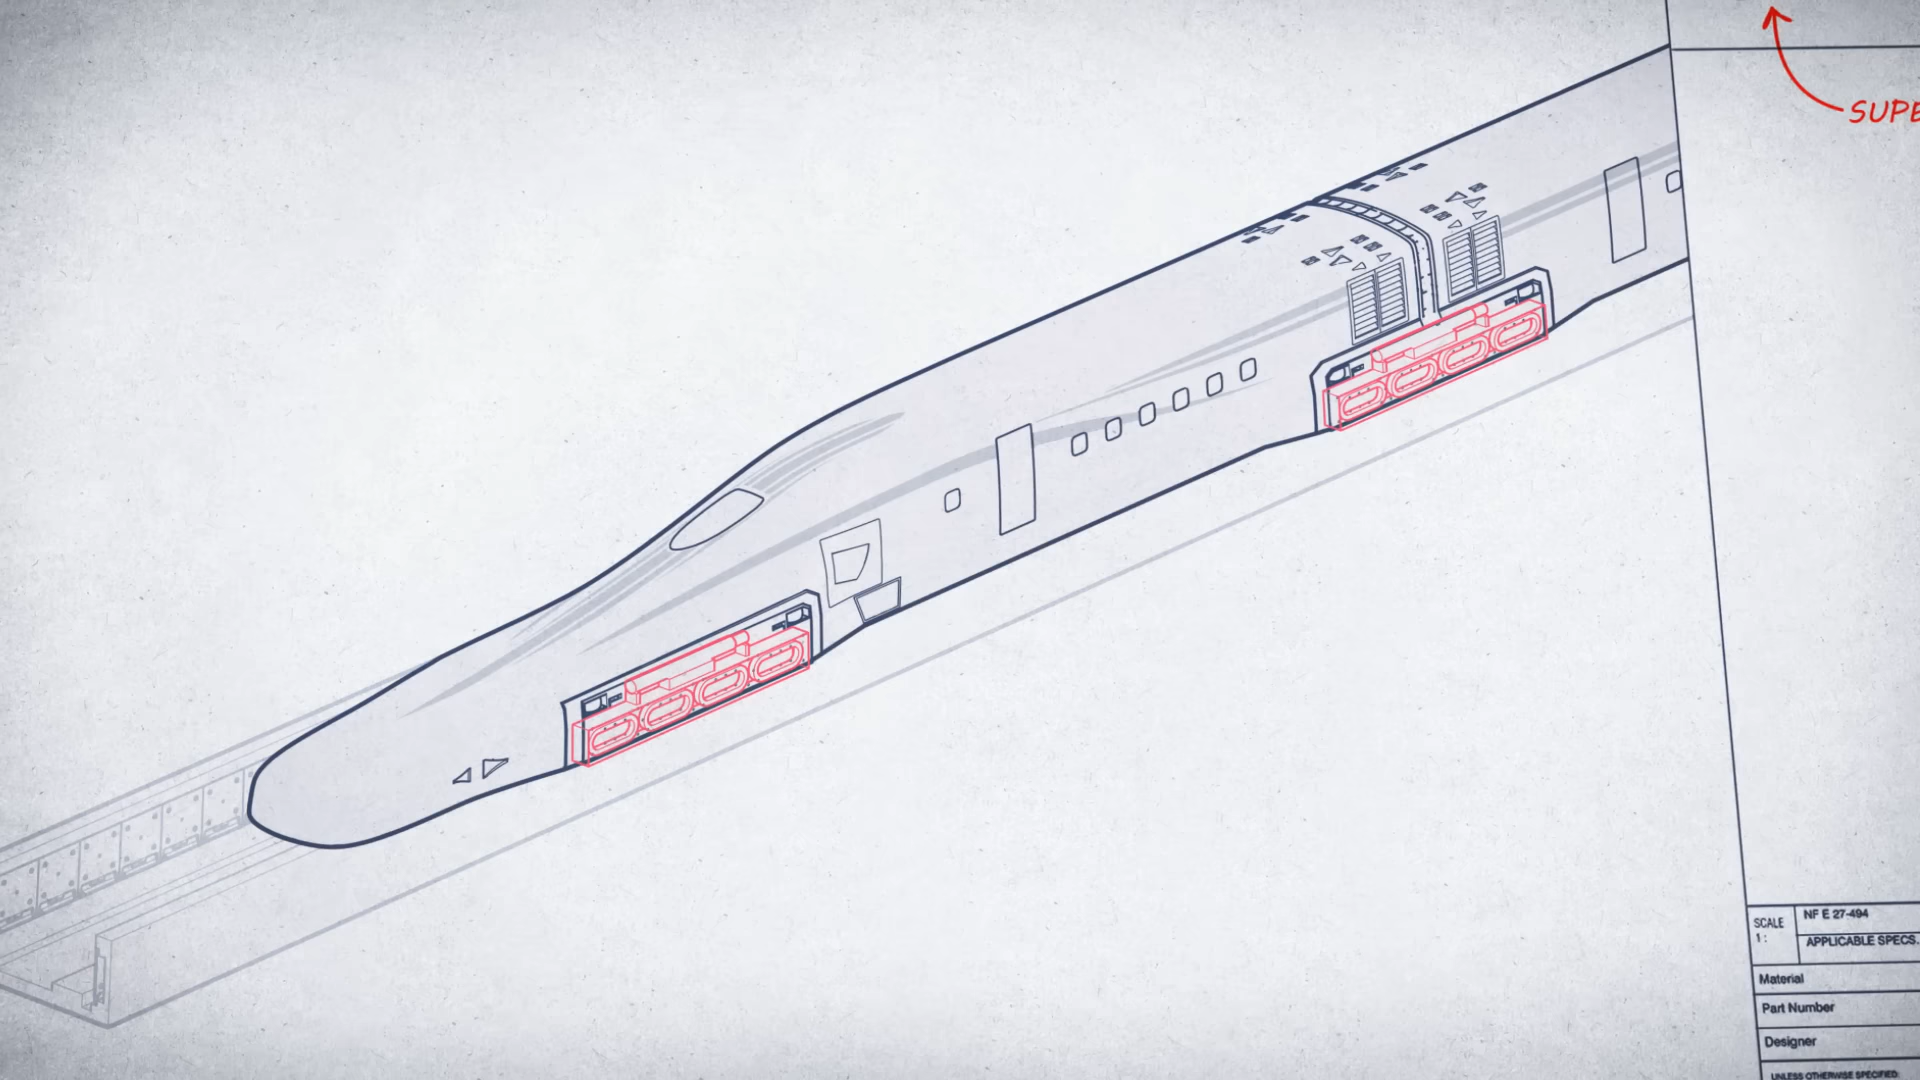 SUPE
SCALE
1:
NF E 27-494
APPLICABLE SPECS.
Material
Part Number
Designer
UNLESS OTHERWISE SPECIFIED: